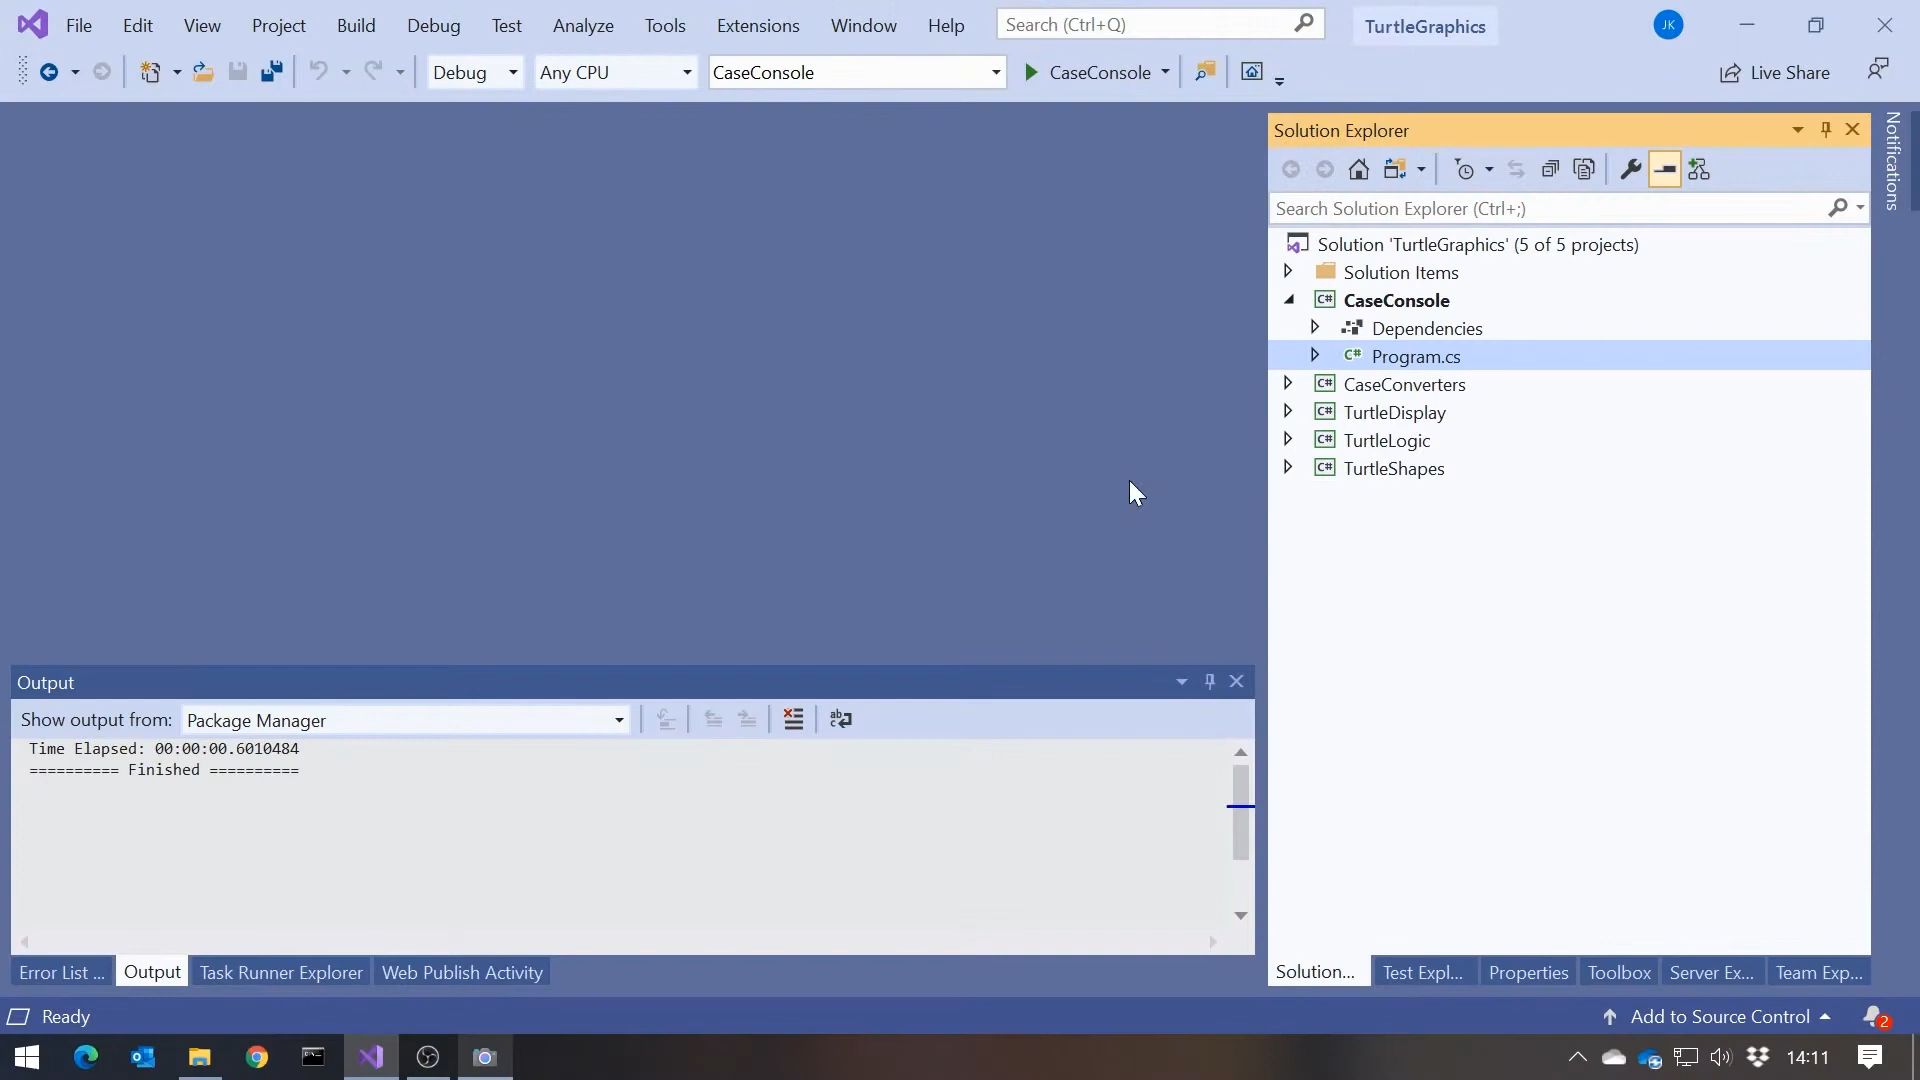 File Edit View Project Build Debug Test Analyze Tools Extensions Window Help Search (Ctrl+Q) TurtleGraphics JK
Debug Any CPU CaseConsole CaseConsole Live Share
Notifications
Solution Explorer
Search Solution Explorer (Ctrl+;)
Solution 'TurtleGraphics' (5 of 5 projects)
Solution Items
C# CaseConsole
Dependencies
C# Program.cs
C# CaseConverters
C# TurtleDisplay
C# TurtleLogic
C# TurtleShapes
Output
Show output from: Package Manager
Time Elapsed: 00:00:00.6010484
========== Finished ==========
Error List ... Output Task Runner Explorer Web Publish Activity
Solution... Test Expl... Properties Toolbox Server Ex... Team Exp...
Ready Add to Source Control 2
14:11